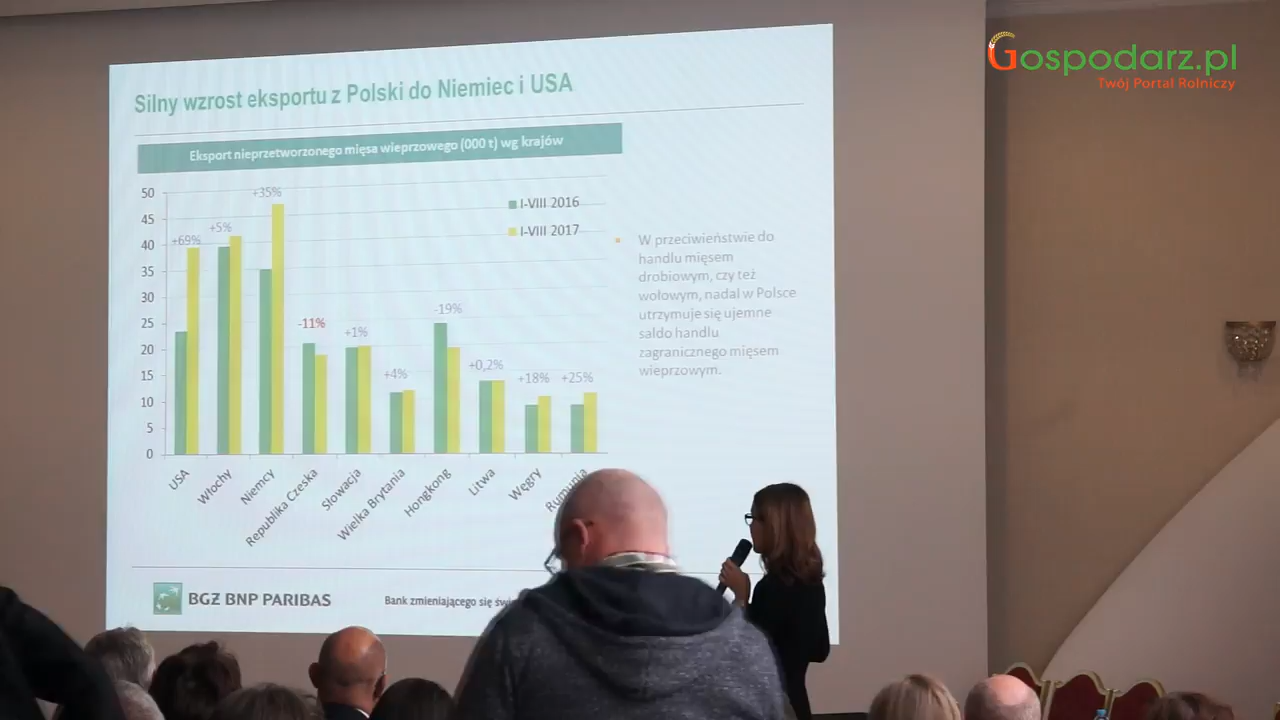 Gospodarz.pl
Twój Portal Rolniczy
Silny wzrost eksportu z Polski do Niemiec i USA
Eksport nieprzetworzonego mięsa wieprzowego (000 t) wg krajów
50
45
40
35
30
25
20
15
10
5
0
+69%
+5%
+35%
-11%
+1%
+4%
-19%
+0,2%
+18%
+25%
I-VIII 2016
I-VIII 2017
USA
Włochy
Niemcy
Republika Czeska
Słowacja
Wielka Brytania
Hongkong
Litwa
Węgry
Rumunia
W przeciwieństwie do
handlu mięsem
drobiowym, czy też
wołowym, nadal w Polsce
utrzymuje się ujemne
saldo handlu
zagranicznego mięsem
wieprzowym.
BGŻ BNP PARIBAS
Bank zmieniającego się